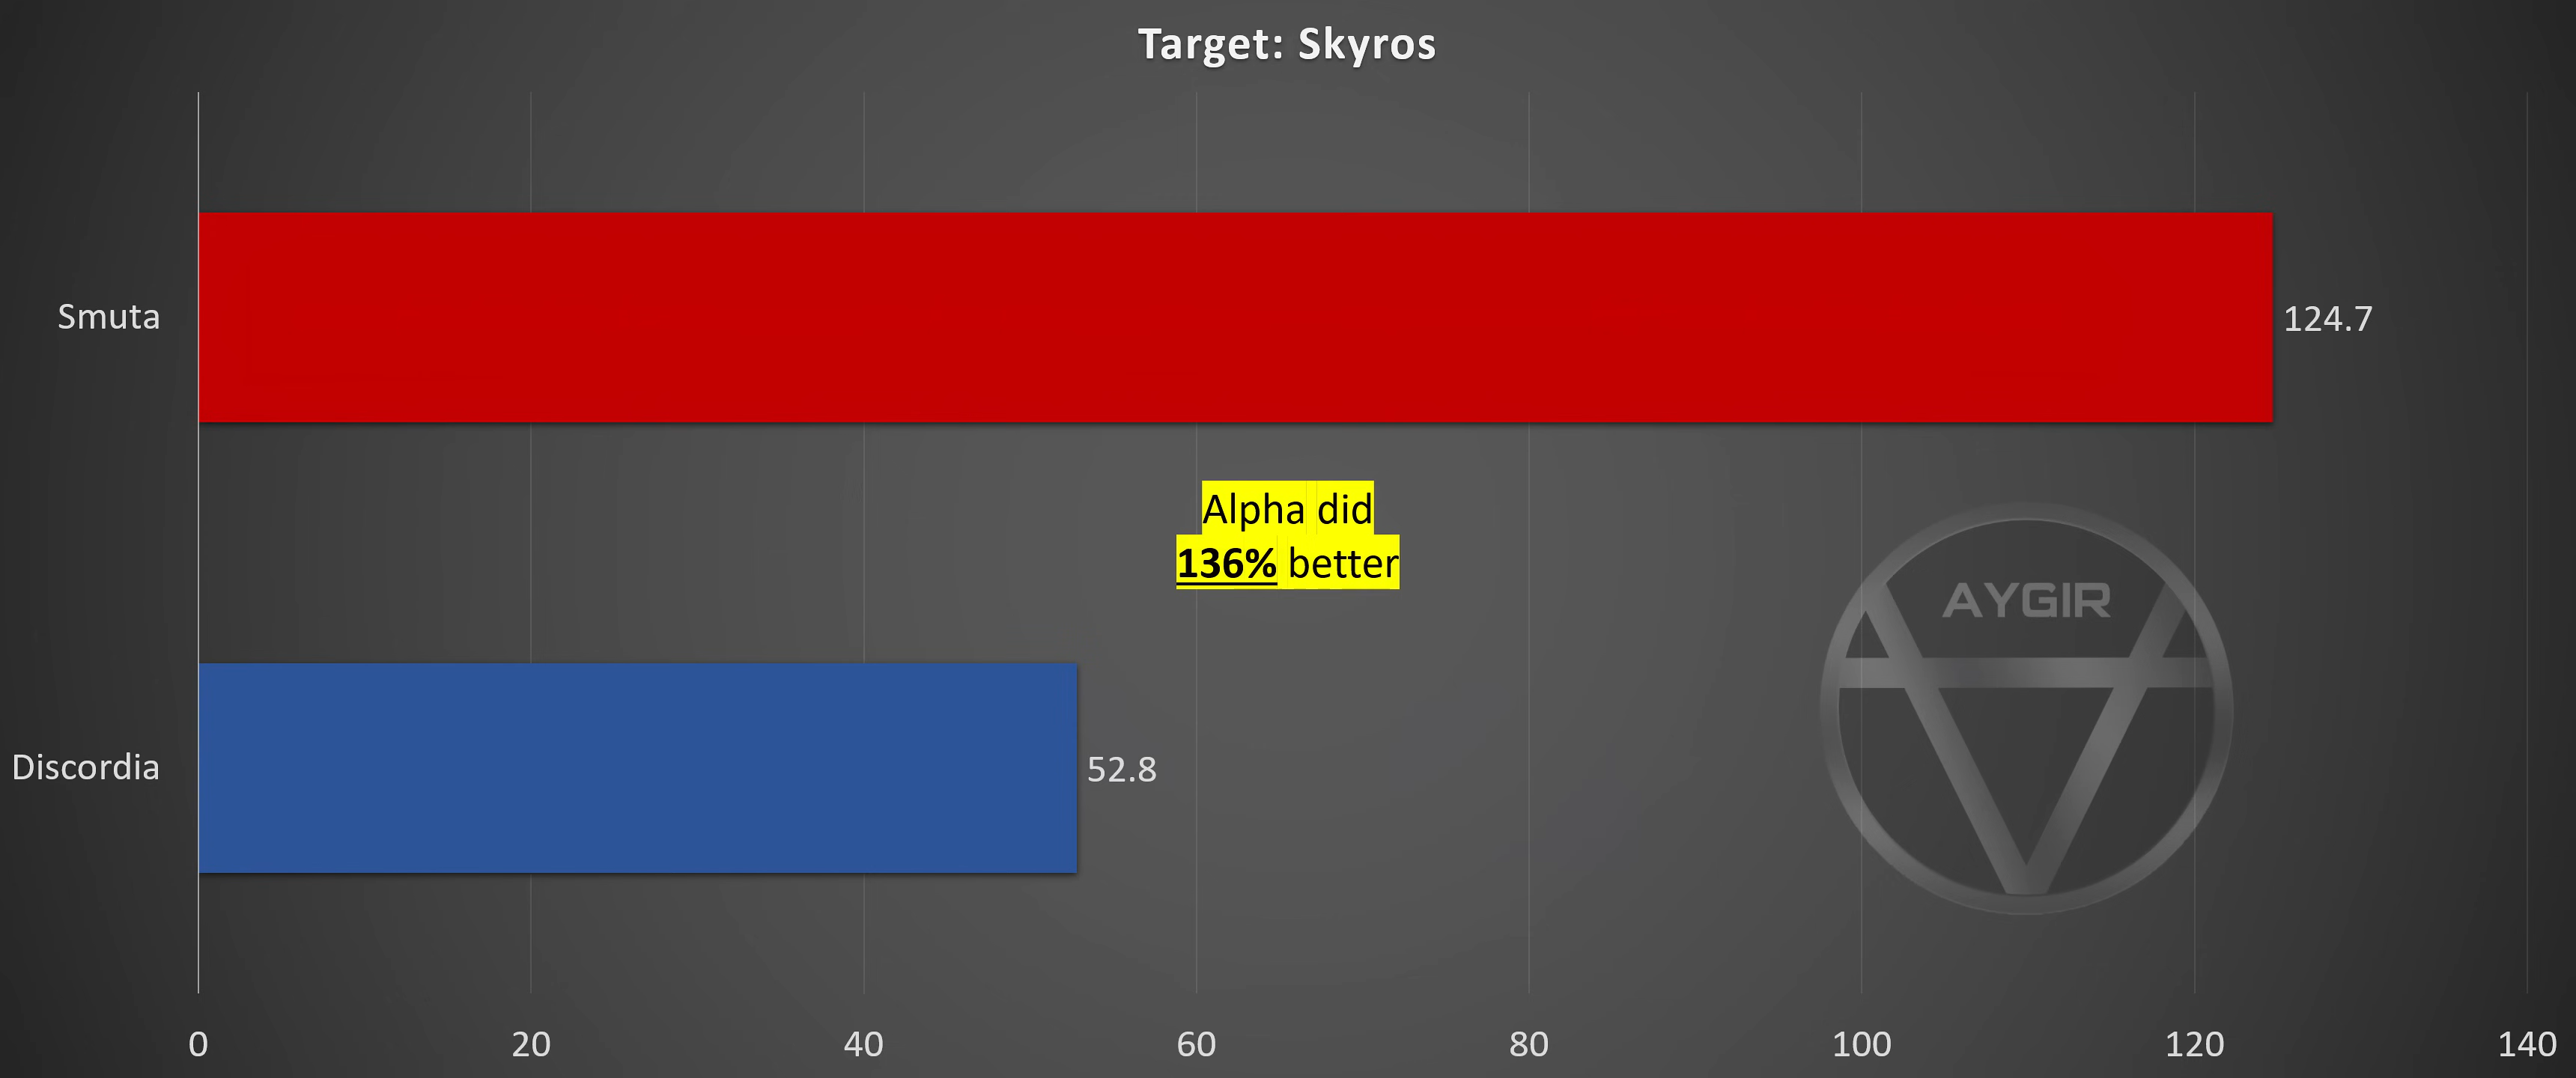 Target: Skyros
Smuta
124.7
Alpha did
136% better
AYGIR
Discordia
52.8
0 20 40 60 80 100 120 140